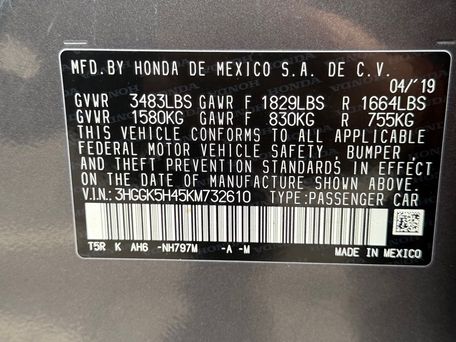 MFD.BY HONDA DE MEXICO S.A. DE C.V.
04/'19
GVWR 3483LBS GAWR F 1829LBS R 1664LBS
GVWR 1580KG GAWR F 830KG R 755KG
THIS VEHICLE CONFORMS TO ALL APPLICABLE
FEDERAL MOTOR VEHICLE SAFETY, BUMPER,
AND THEFT PREVENTION STANDARDS IN EFFECT
ON THE DATE OF MANUFACTURE SHOWN ABOVE.
V.I.N.:3HGGK5H45KM732610 TYPE:PASSENGER CAR
T5R K AH6 -NH797M -A -M MADE IN MEXICO